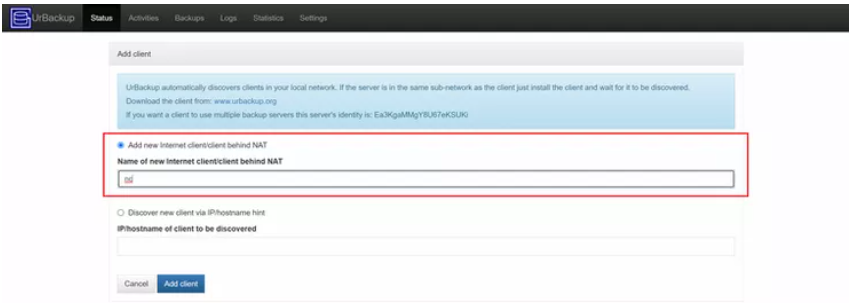 UrBackup Status Activities Backups Logs Statistics Settings
Add client
UrBackup automatically discovers clients in your local network. If the server is in the same sub-network as the client just install the client and wait for it to be discovered.
Download the client from: www.urbackup.org
If you want a client to use multiple backup servers this server's identity is:
Add new Internet client/client behind NAT
Name of new Internet client/client behind NAT
Discover new client via IP/hostname hint
IP/hostname of client to be discovered
Cancel Add client